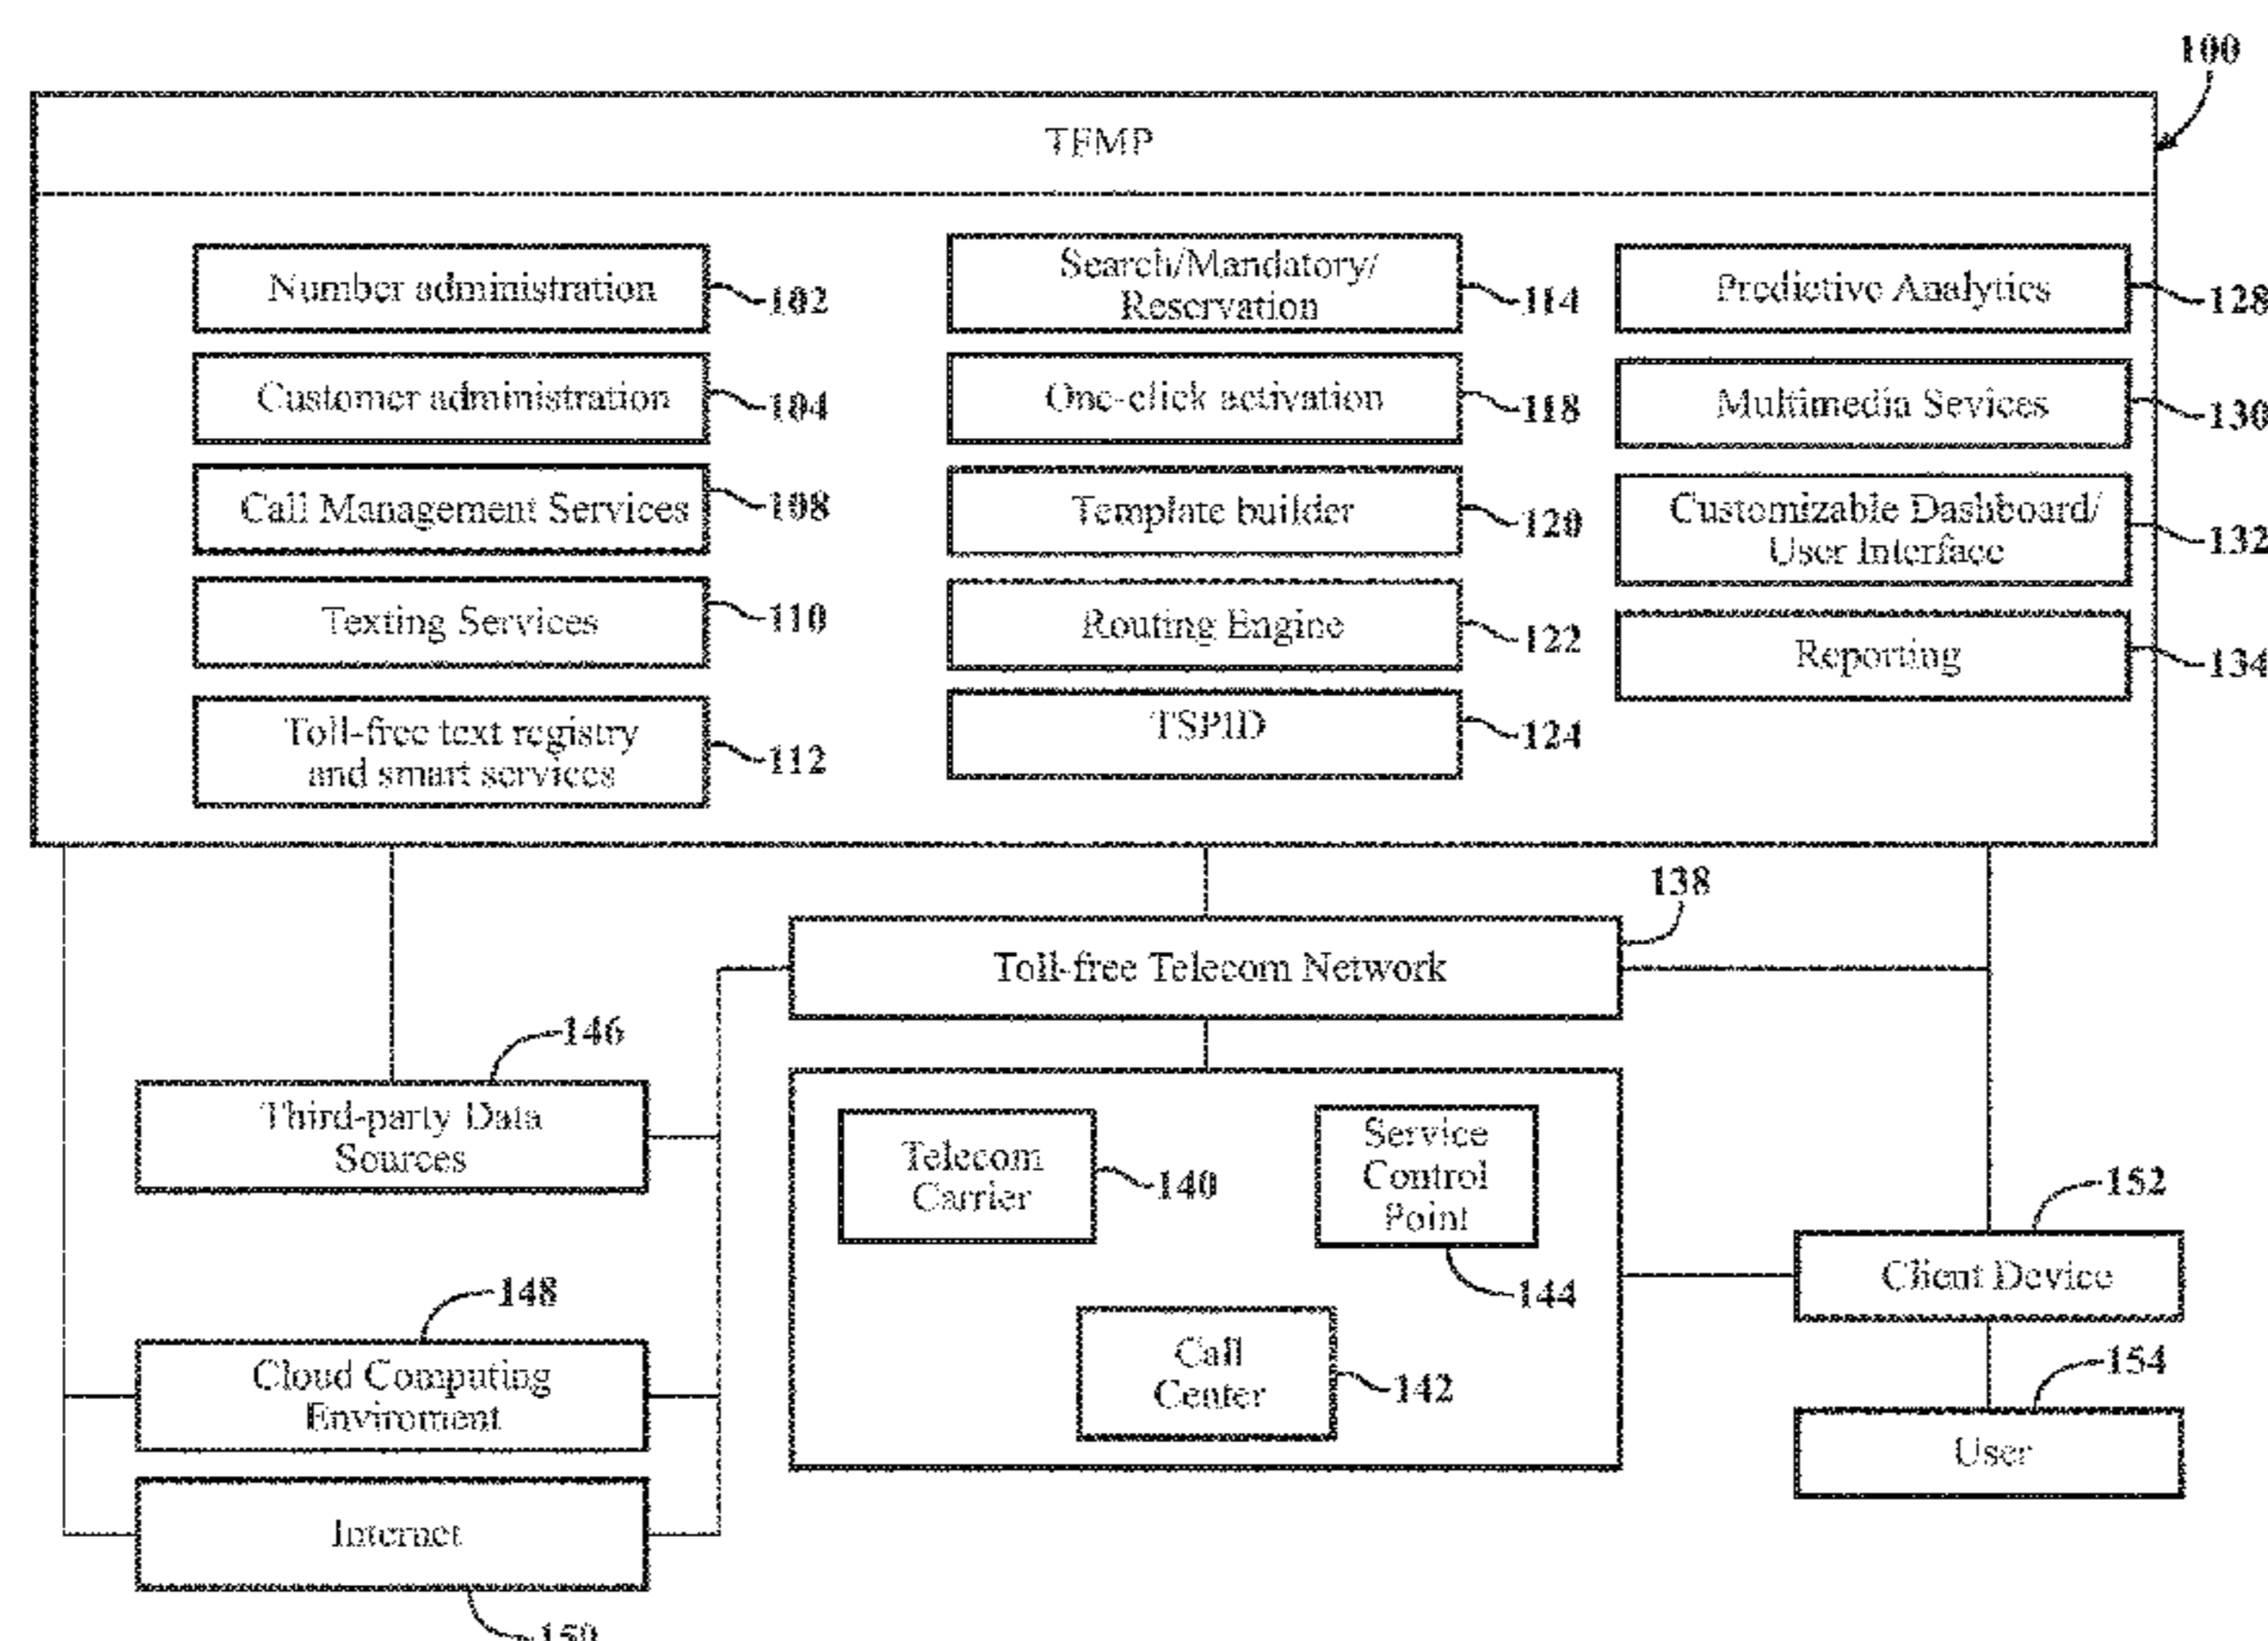 100
TFMP
Number administration
102
Customer administration
104
Call Management Services
108
Texting Services
110
Toll-free text registry
and smart services
112
Search/Mandatory/
Reservation
114
One-click activation
118
Template builder
120
Routing Engine
122
TSPID
124
Predictive Analytics
128
Multimedia Sevices
130
Customizable Dashboard/
User Interface
132
Reporting
134
138
Toll-free Telecom Network
146
Third-party Data
Sources
148
Cloud Computing
Enviroment
Internet
150
Telecom
Carrier
140
Service
Control
Point
144
Call
Center
142
152
Client Device
154
User